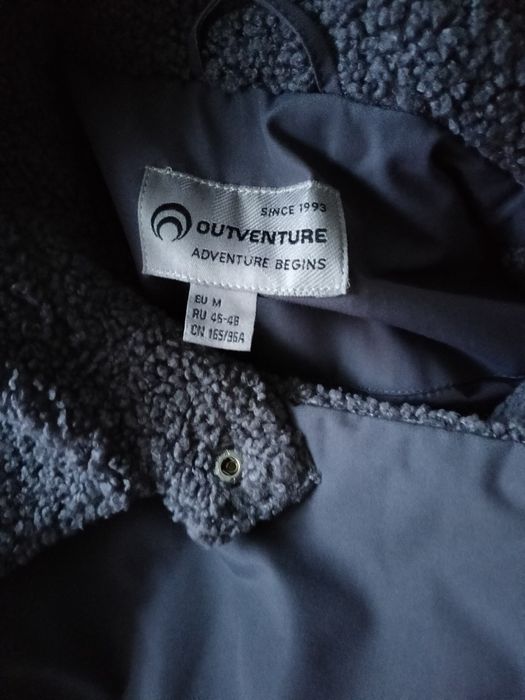 SINCE 1993
OUTVENTURE
ADVENTURE BEGINS
EU M
RU 46-48
CN 165/96A